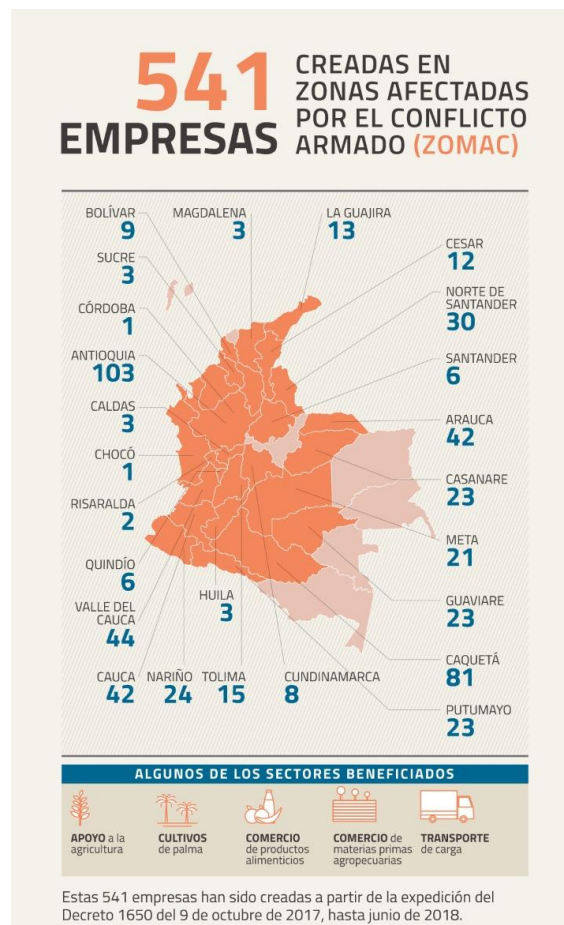 541
EMPRESAS
CREADAS EN
ZONAS AFECTADAS
POR EL CONFLICTO
ARMADO (ZOMAC)
BOLÍVAR
9
MAGDALENA
3
LA GUAJIRA
13
SUCRE
3
CESAR
12
CÓRDOBA
1
NORTE DE
SANTANDER
30
ANTIOQUIA
103
SANTANDER
6
CALDAS
3
ARAUCA
42
CHOCÓ
1
CASANARE
23
RISARALDA
2
META
21
QUINDÍO
6
HUILA
3
GUAVIARE
23
VALLE DEL
CAUCA
44
CAQUETÁ
81
CAUCA
42
NARIÑO
24
TOLIMA
15
CUNDINAMARCA
8
PUTUMAYO
23
ALGUNOS DE LOS SECTORES BENEFICIADOS
APOYO a la
agricultura
CULTIVOS
de palma
COMERCIO
de productos
alimenticios
COMERCIO de
materias primas
agropecuarias
TRANSPORTE
de carga
Estas 541 empresas han sido creadas a partir de la expedición del
Decreto 1650 del 9 de octubre de 2017, hasta junio de 2018.